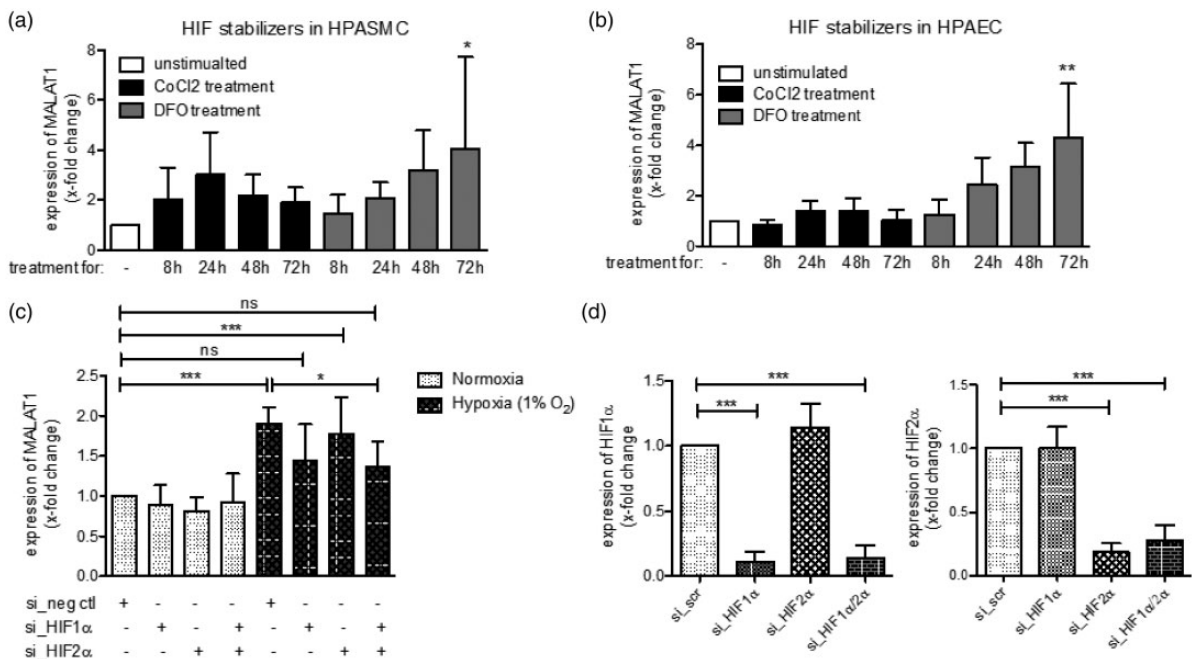 (a)
HIF stabilizers in HPASMC
expression of MALAT1
(x-fold change)
8
6
4
2
0
unstimualted
CoCl2 treatment
DFO treatment
*
treatment for: - 8h 24h 48h 72h 8h 24h 48h 72h
(b)
HIF stabilizers in HPAEC
expression of MALAT1
(x-fold change)
8
6
4
2
0
unstimulated
CoCl2 treatment
DFO treatment
**
treatment for: - 8h 24h 48h 72h 8h 24h 48h 72h
(c)
ns
***
ns
*** *
expression of MALAT1
(x-fold change)
2.5
2.0
1.5
1.0
0.5
0.0
Normoxia
Hypoxia (1% O2)
si_neg ctl + - - - + - - -
si_HIF1α - + - + - + - +
si_HIF2α - - + + - - + +
(d)
expression of HIF1α
(x-fold change
1.5
1.0
0.5
0.0
***
***
si_scr si_HIF1α si_HIF2α si_HIF1α/2α
expression of HIF2α
(x-fold change)
1.5
1.0
0.5
0.0
***
***
si_scr si_HIF1α si_HIF2α si_HIF1α/2α